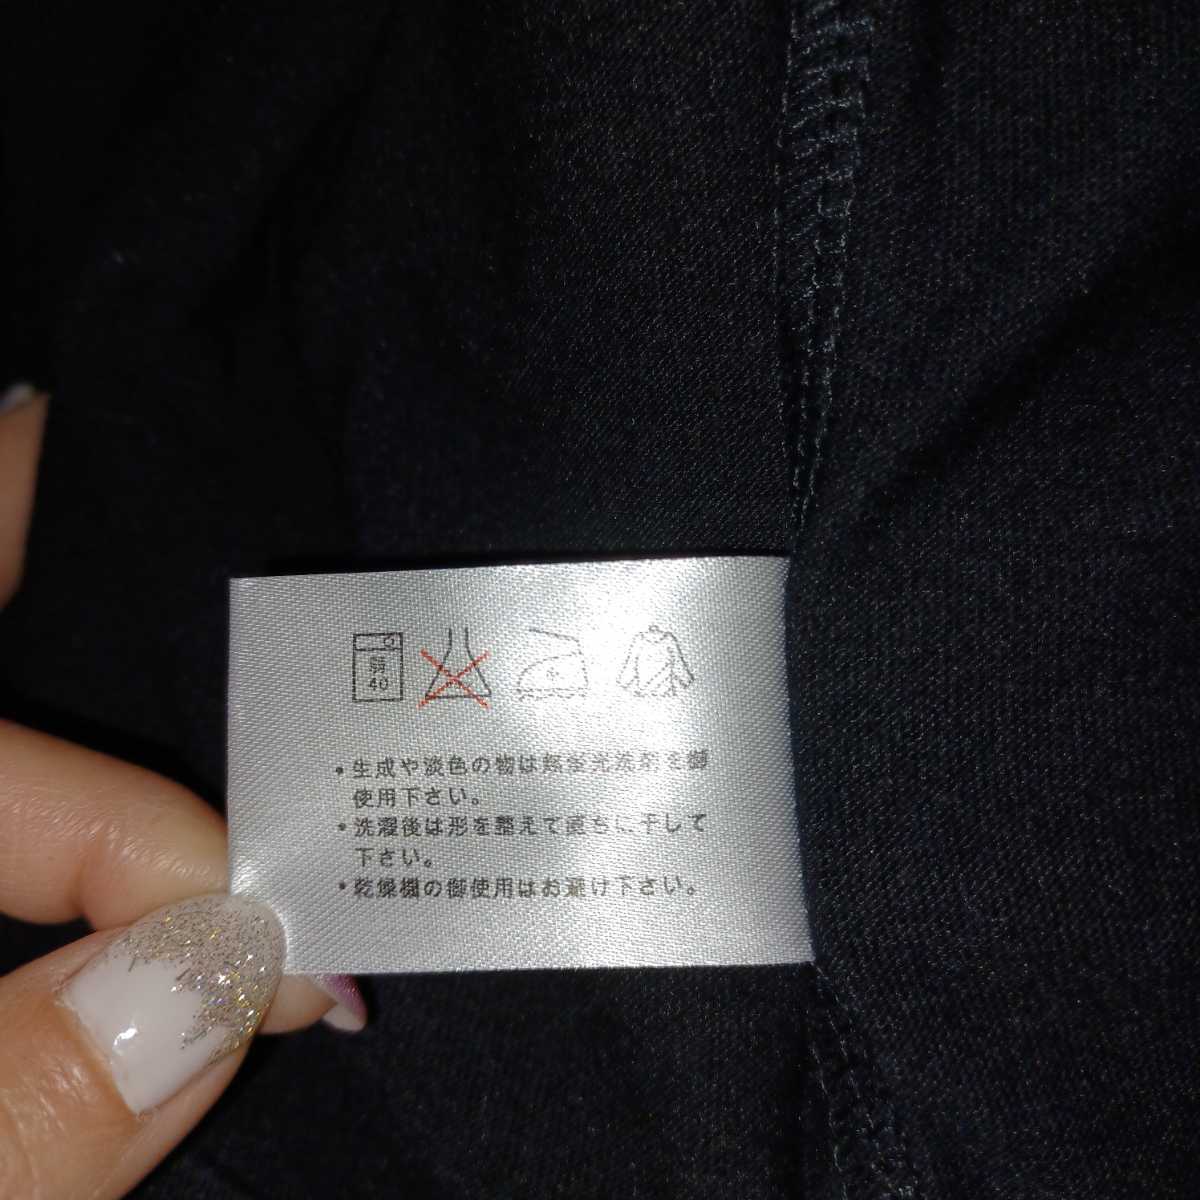 40
・生成や淡色の物は無蛍光洗剤を御
使用下さい。
・洗濯後は形を整えて直ちに干して
下さい。
・乾燥機の御使用はお避け下さい。